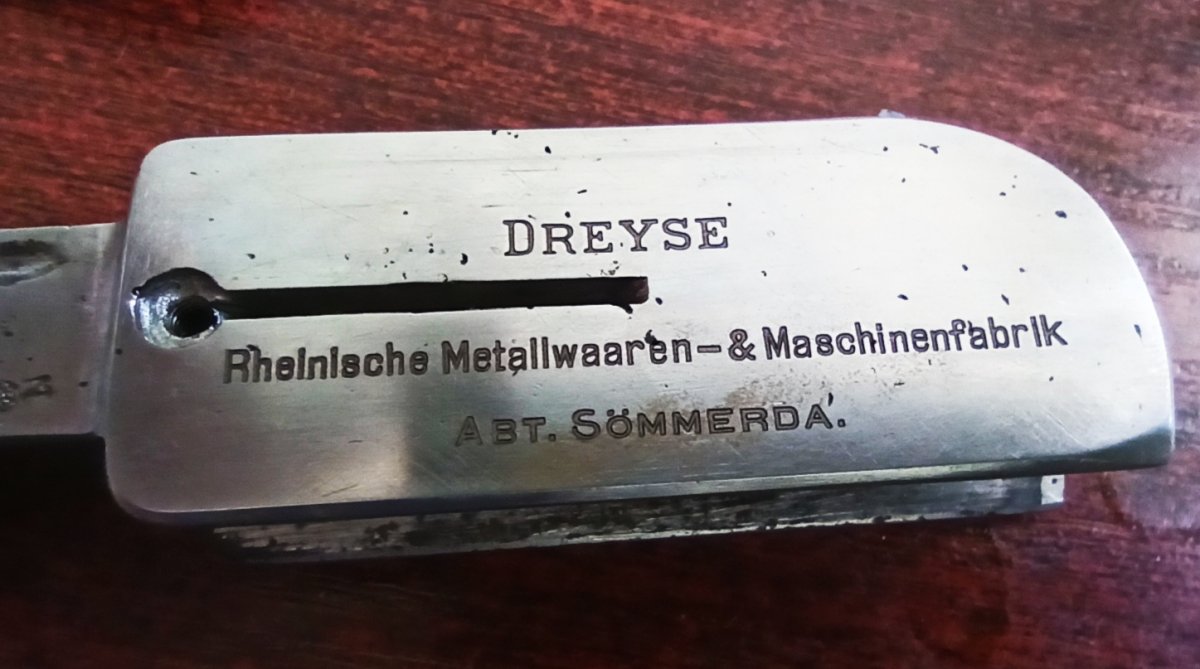 DREYSE
Rheinische Metallwaaren-& Maschinenfabrik
ABT. SÖMMERDA.